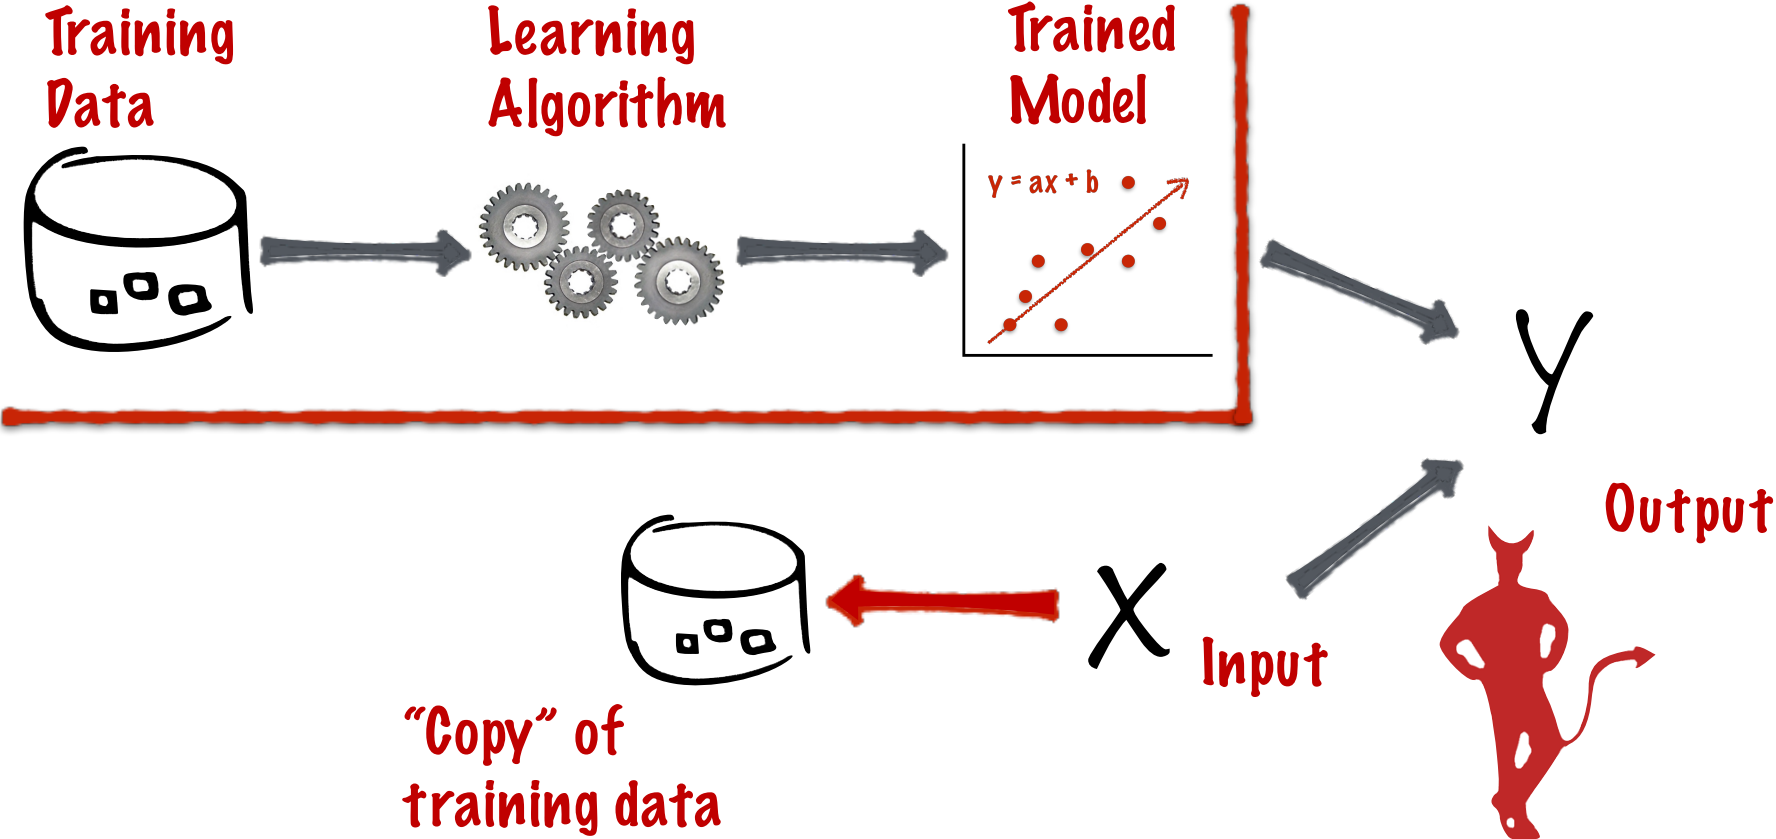 Training
Data
Learning
Algorithm
Trained
Model
y = ax + b
Y
Output
X
Input
“Copy” of
training data